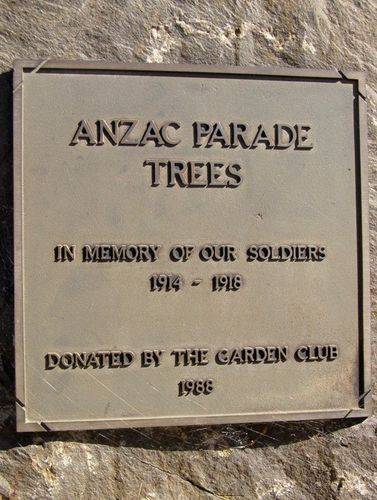 ANZAC PARADE
TREES
IN MEMORY OF OUR SOLDIERS
1914 - 1918
DONATED BY THE GARDEN CLUB
1988